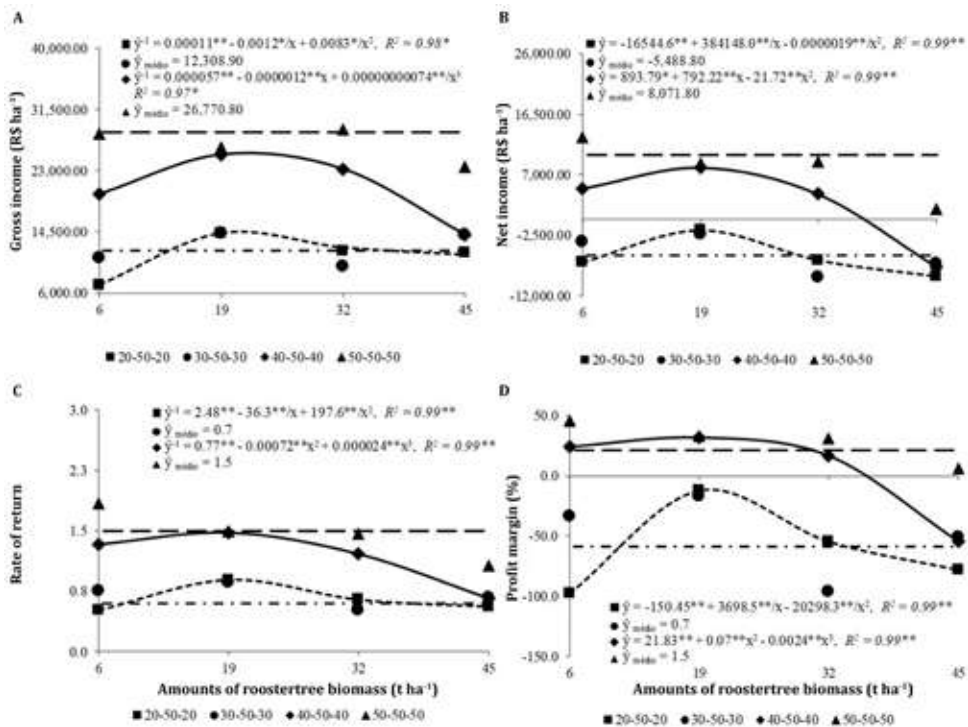 A
ŷ⁻¹ = 0.00011** - 0.0012*/x + 0.0083*/x², R² = 0.98*
ŷ médio = 12,308.90
ŷ⁻¹ = 0.000057** - 0.0000012**x + 0.00000000074**/x³
R² = 0.97*
ŷ médio = 26,770.80
40,000.00
31,500.00
23,000.00
14,500.00
6,000.00
Gross income (R$ ha⁻¹)
6 19 32 45
20-50-20 30-50-30 40-50-40 50-50-50
B
ŷ = -16544.6** + 384148.0**/x - 0.0000019**/x², R² = 0.99**
ŷ médio = -5,488.80
ŷ = 893.79* + 792.22**x - 21.72**x², R² = 0.99**
ŷ médio = 8,071.80
26,000.00
16,500.00
7,000.00
-2,500.00
-12,000.00
Net income (R$ ha⁻¹)
6 19 32 45
20-50-20 30-50-30 40-50-40 50-50-50
C
ŷ⁻¹ = 2.48** - 36.3**/x + 197.6**/x², R² = 0.99**
ŷ médio = 0.7
ŷ⁻¹ = 0.77** - 0.00072**x² + 0.000024**x³ R² = 0.99**
ŷ médio = 1.5
3.0
2.3
1.5
0.8
0.0
Rate of return
6 19 32 45
Amounts of roostertree biomass (t ha⁻¹)
20-50-20 30-50-30 40-50-40 50-50-50
D
50.0
0.0
-50.0
-100.0
-150.0
Profit margin (%)
ŷ = -150.45** + 3698.5**/x - 20298.3**/x², R² = 0.99**
ŷ médio = 0.7
ŷ = 21.83** + 0.07**x² - 0.0024**x³, R² = 0.99**
ŷ médio = 1.5
6 19 32 45
Amounts of roostertree biomass (t ha⁻¹)
20-50-20 30-50-30 40-50-40 50-50-50